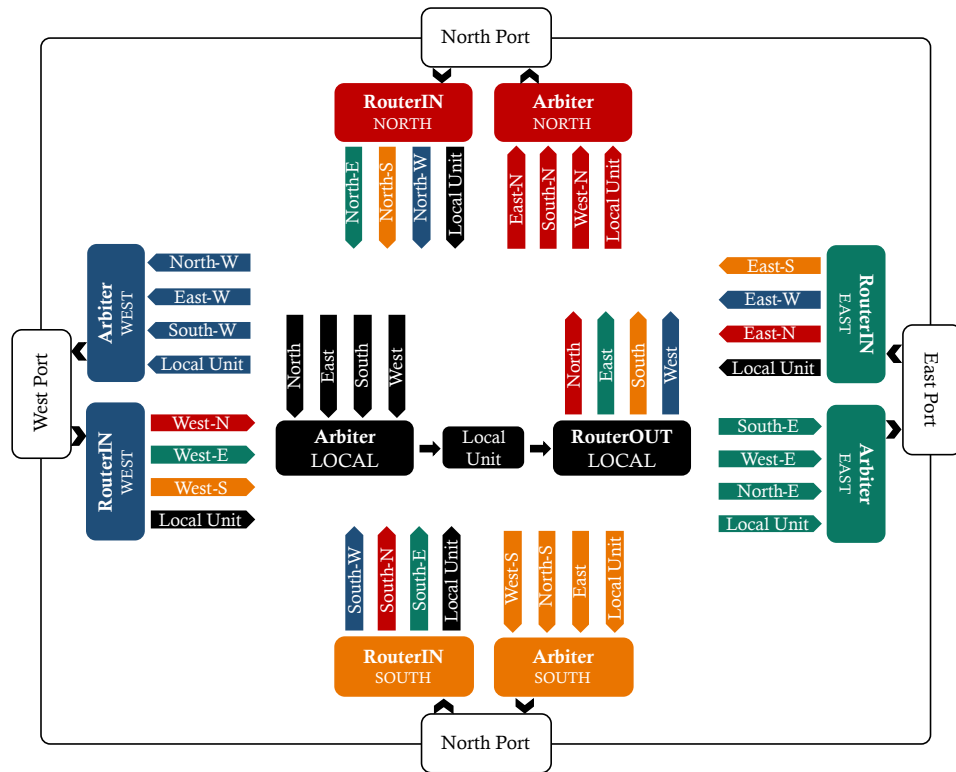 North Port
RouterIN
NORTH
Arbiter
NORTH
North-E
North-S
North-W
Local Unit
East-N
South-N
West-N
Local Unit
Arbiter
WEST
North-W
East-W
South-W
Local Unit
East-S
East-W
East-N
Local Unit
RouterIN
EAST
West Port
East Port
North
East
South
West
North
East
South
West
RouterIN
WEST
West-N
West-E
West-S
Local Unit
Arbiter
LOCAL
Local
Unit
RouterOUT
LOCAL
South-E
West-E
North-E
Local Unit
Arbiter
EAST
South-W
South-N
South-E
Local Unit
West-S
North-S
East
Local Unit
RouterIN
SOUTH
Arbiter
SOUTH
North Port